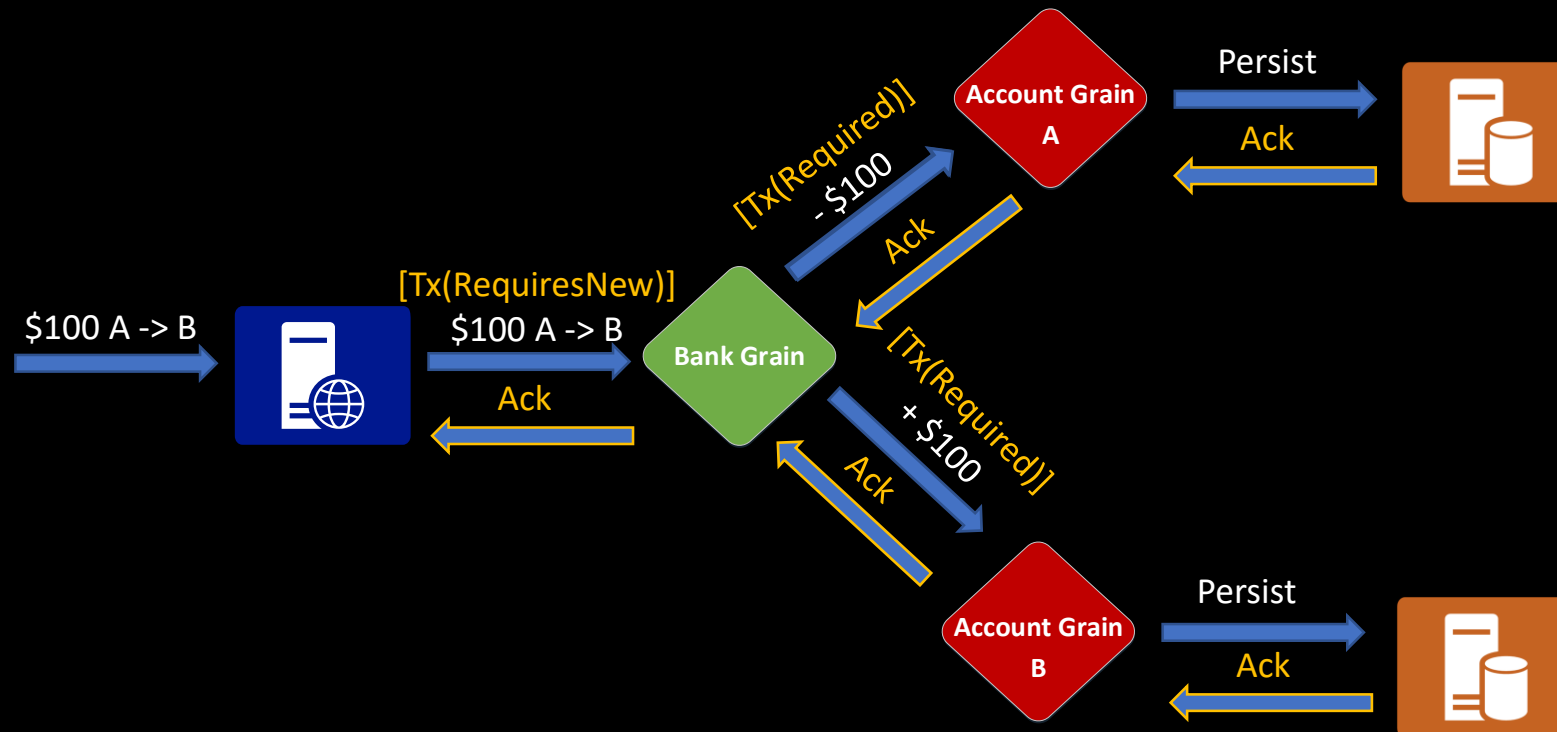 $100 A -> B
[Tx(RequiresNew)]
$100 A -> B
Ack
Bank Grain
[Tx(Required)]
- $100
Ack
Account Grain
A
Persist
Ack
[Tx(Required)]
+ $100
Ack
Account Grain
B
Persist
Ack